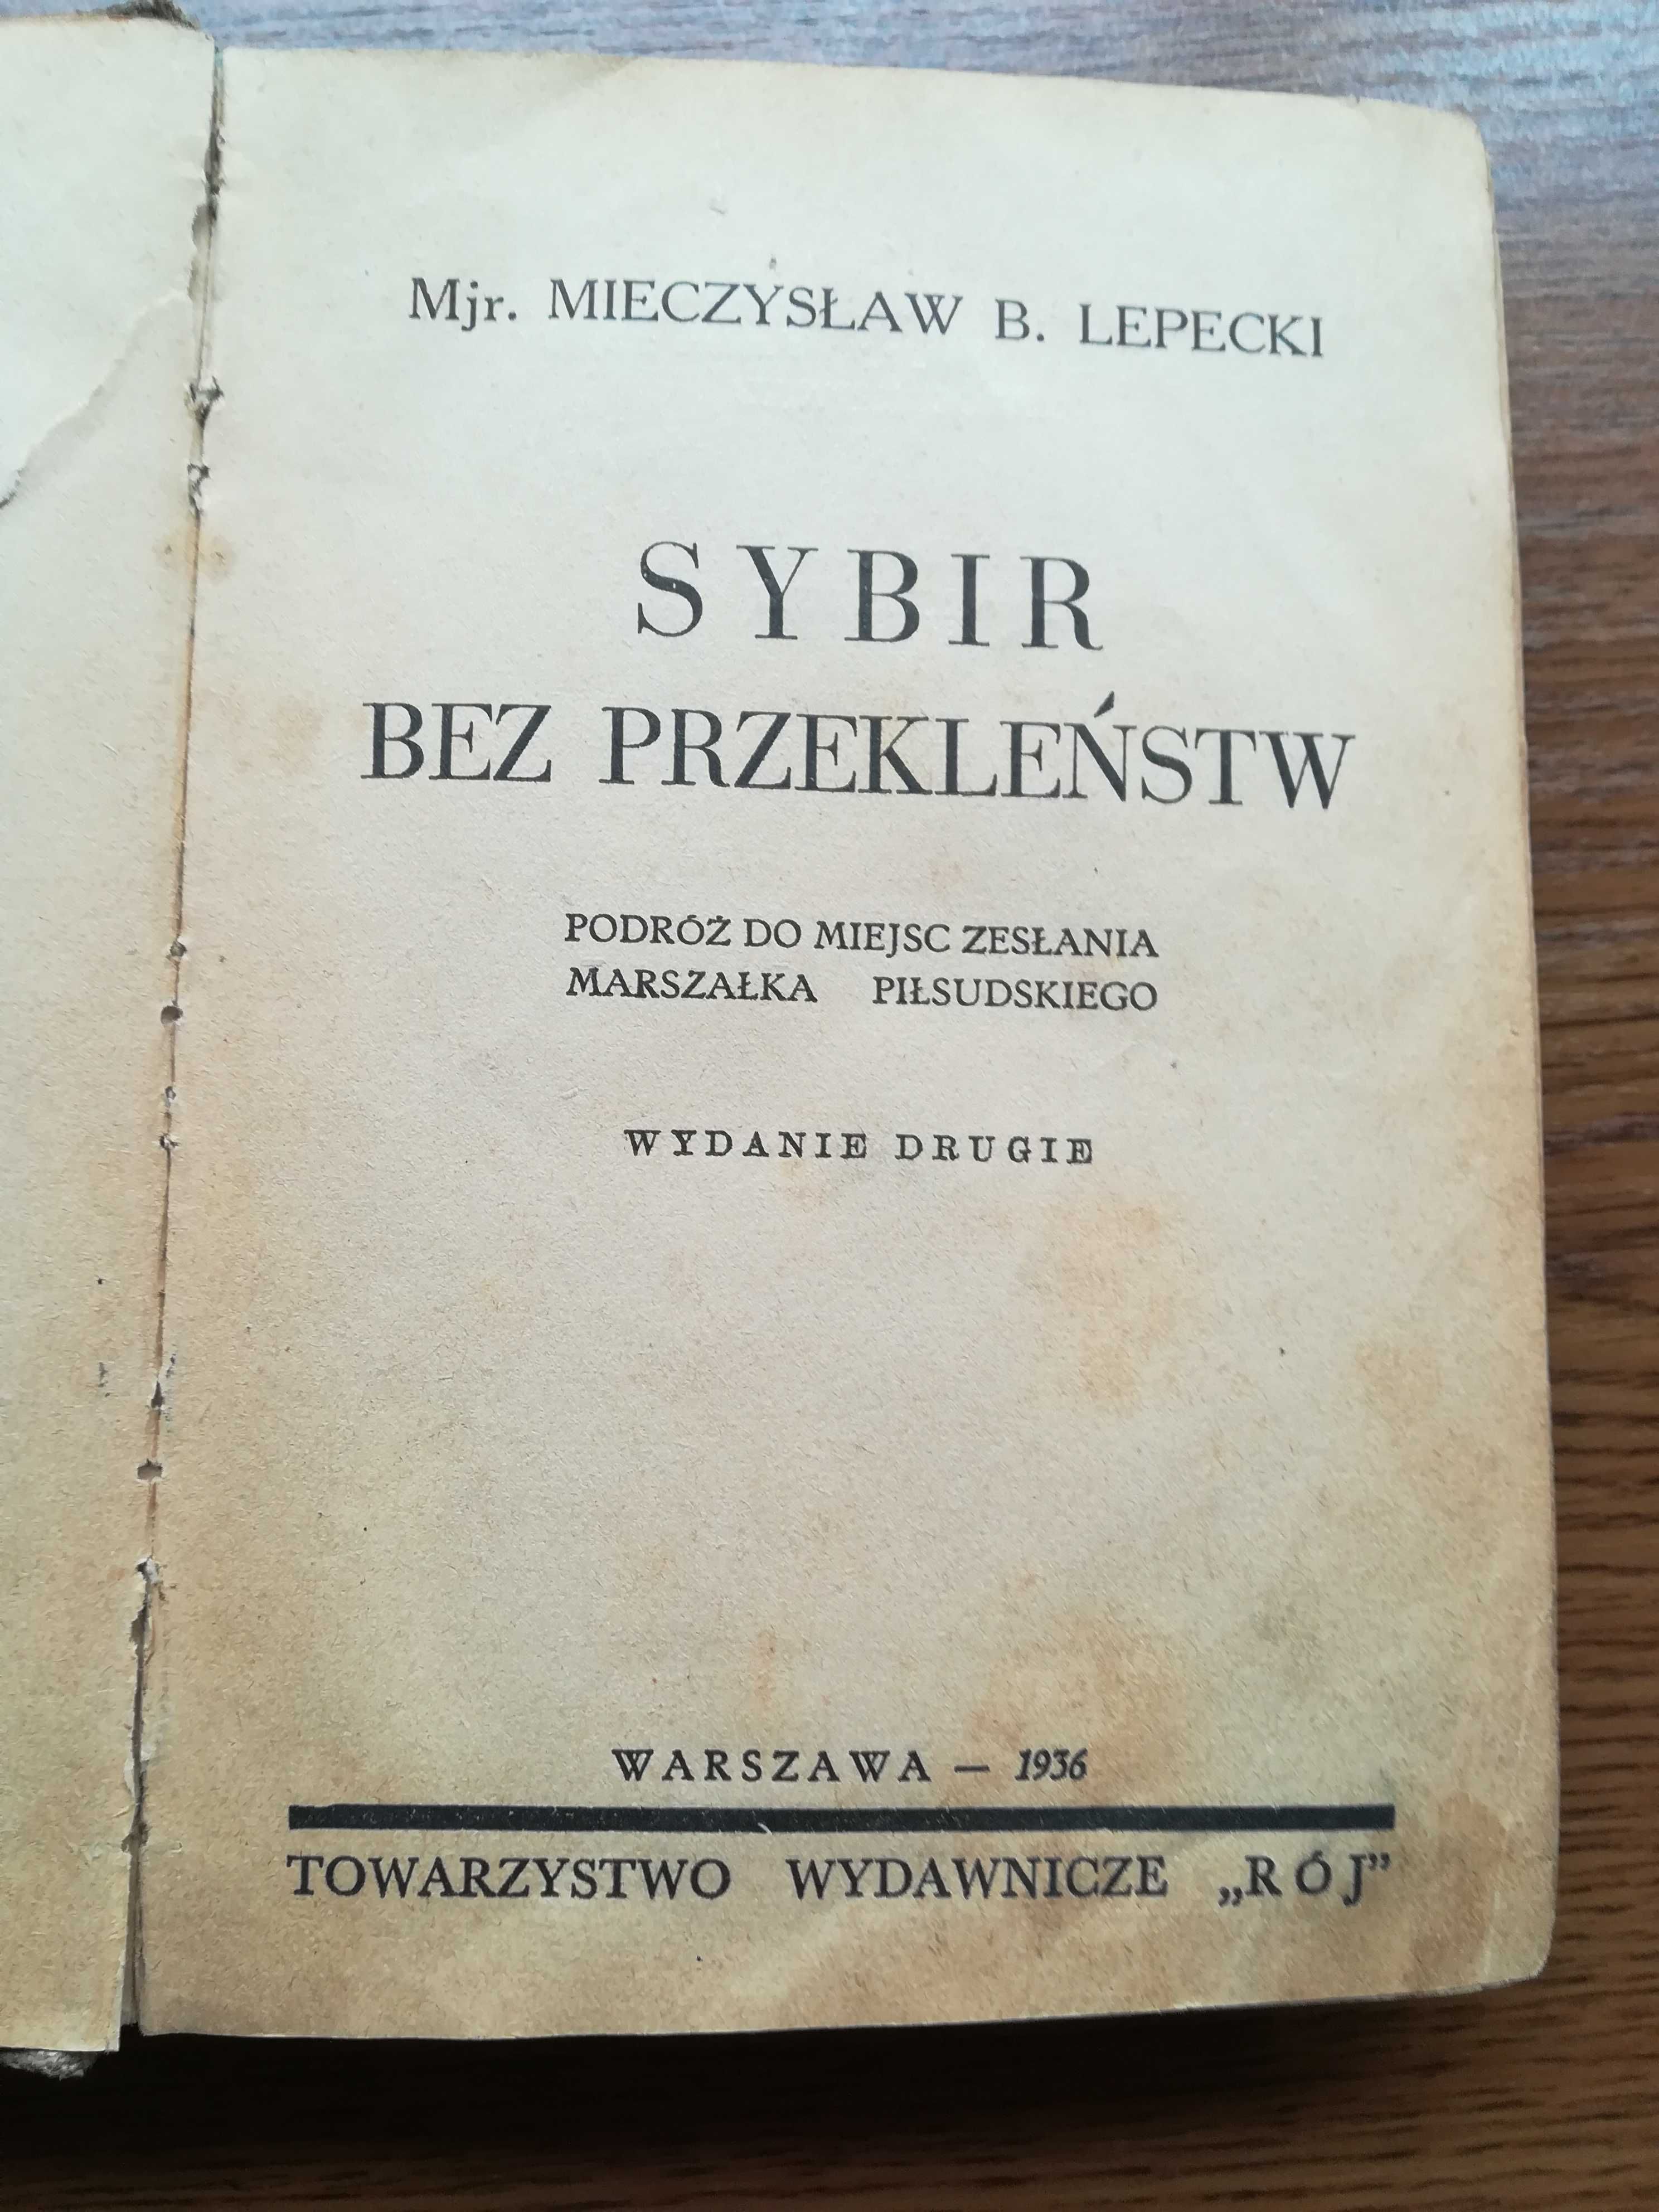 Mjr. MIECZYSŁAW B. LEPECKI
SYBIR
BEZ PRZEKLEŃSTW
PODRÓŻ DO MIEJSC ZESŁANIA
MARSZAŁKA PIŁSUDSKIEGO
WYDANIE DRUGIE
WARSZAWA — 1936
TOWARZYSTWO WYDAWNICZE „RÓJ”